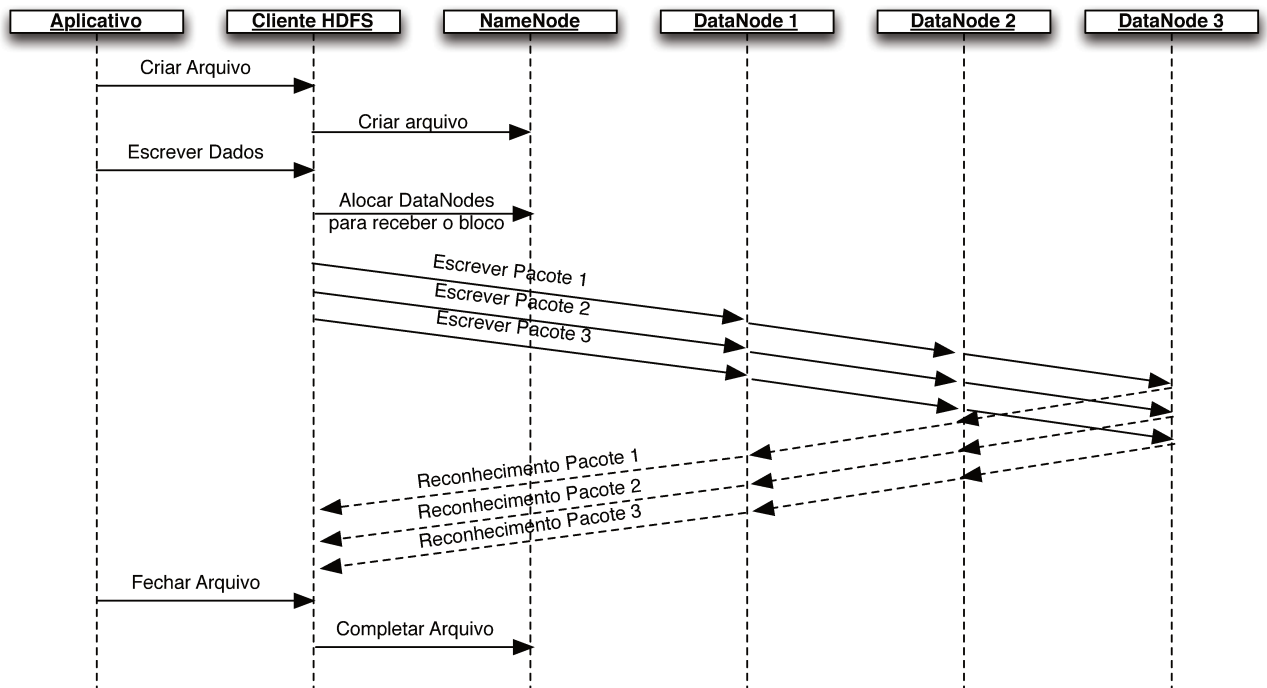 Aplicativo
Cliente HDFS
NameNode
DataNode 1
DataNode 2
DataNode 3
Criar Arquivo
Criar arquivo
Escrever Dados
Alocar DataNodes
para receber o bloco
Escrever Pacote 1
Escrever Pacote 2
Escrever Pacote 3
Reconhecimento Pacote 1
Reconhecimento Pacote 2
Reconhecimento Pacote 3
Fechar Arquivo
Completar Arquivo